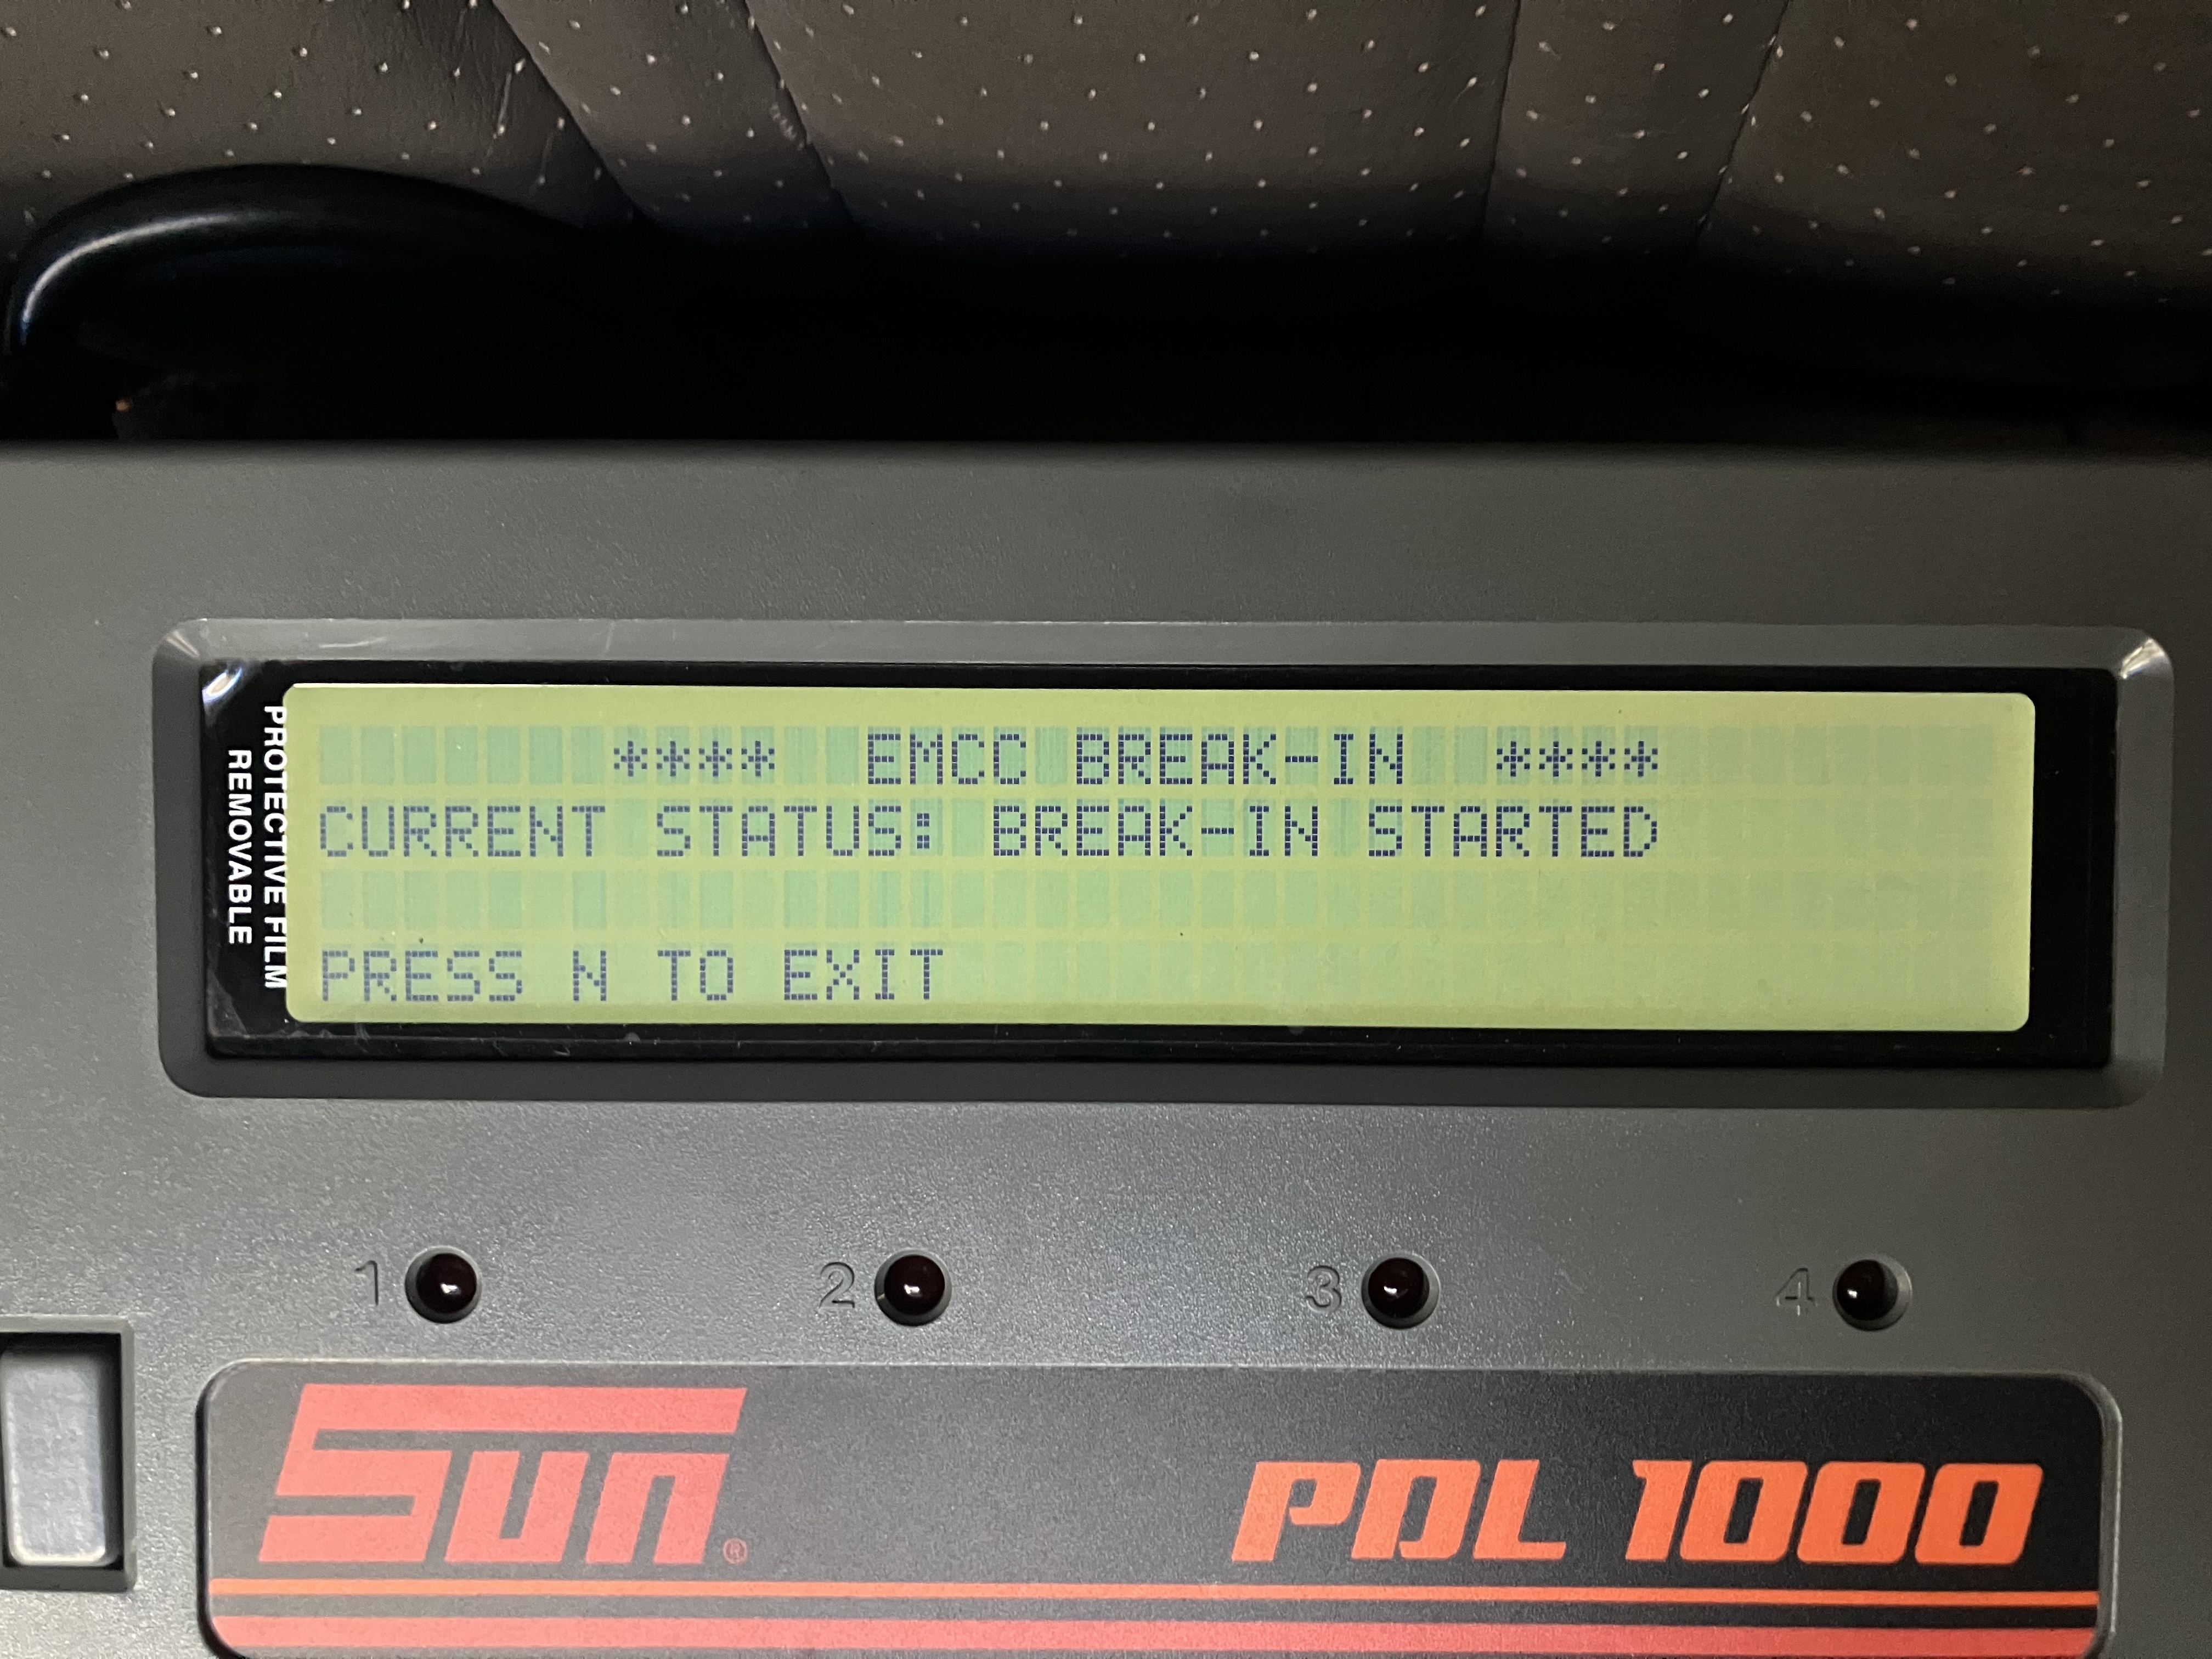 **** EMCC BREAK-IN ****
CURRENT STATUS: BREAK-IN STARTED
PRESS N TO EXIT
PROTECTIVE FILM
REMOVABLE
1 2 3 4
Sun®
PDL 1000